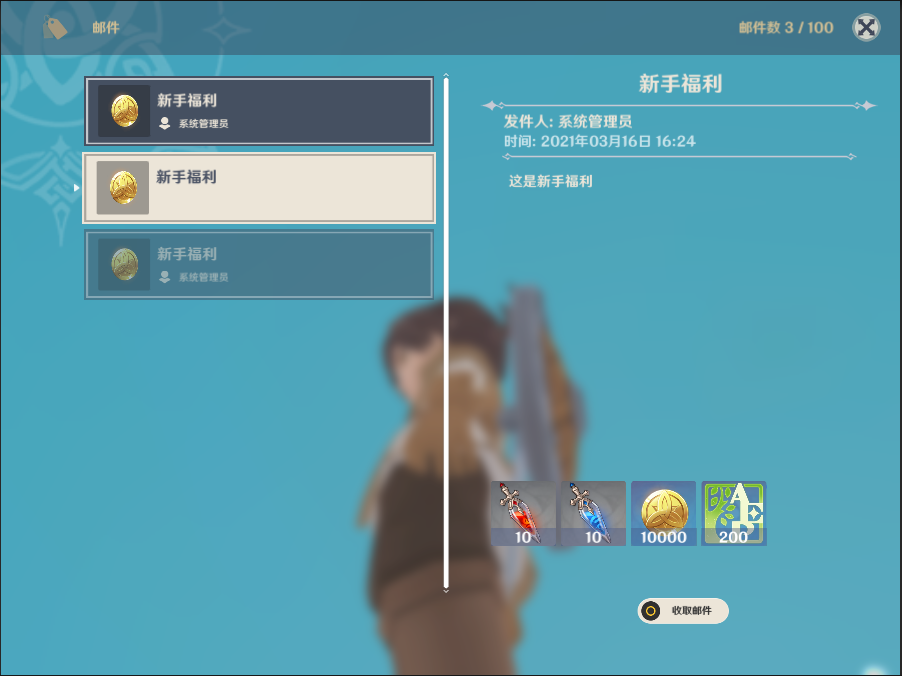 邮件
邮件数 3 / 100
新手福利
系统管理员
新手福利
新手福利
系统管理员
新手福利
发件人: 系统管理员
时间: 2021年03月16日 16:24
这是新手福利
10
10
10000
200
收取邮件